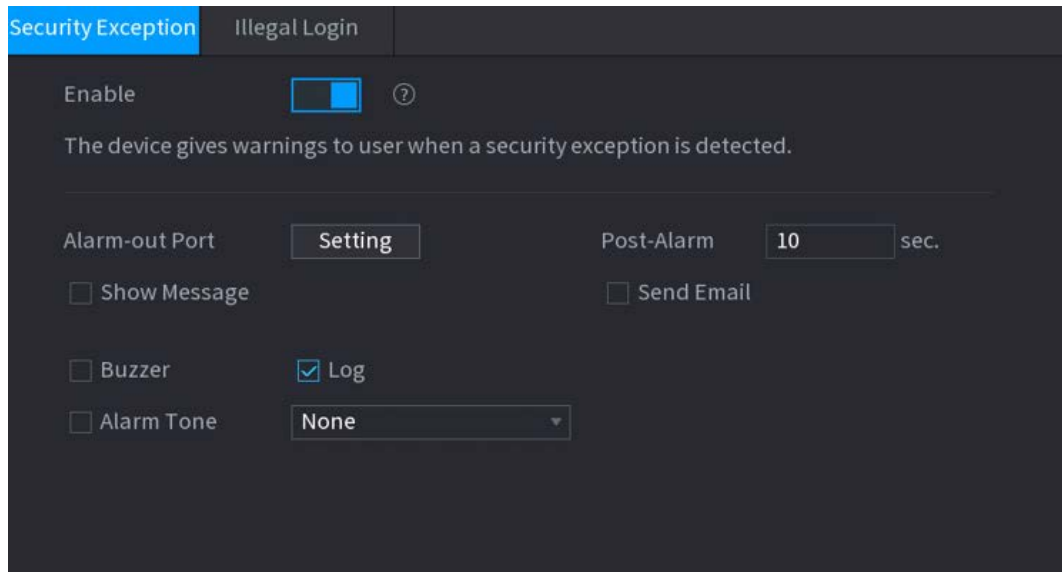 Security Exception Illegal Login
Enable ?
The device gives warnings to user when a security exception is detected.
Alarm-out Port Setting Post-Alarm 10 sec.
Show Message Send Email
Buzzer Log
Alarm Tone None